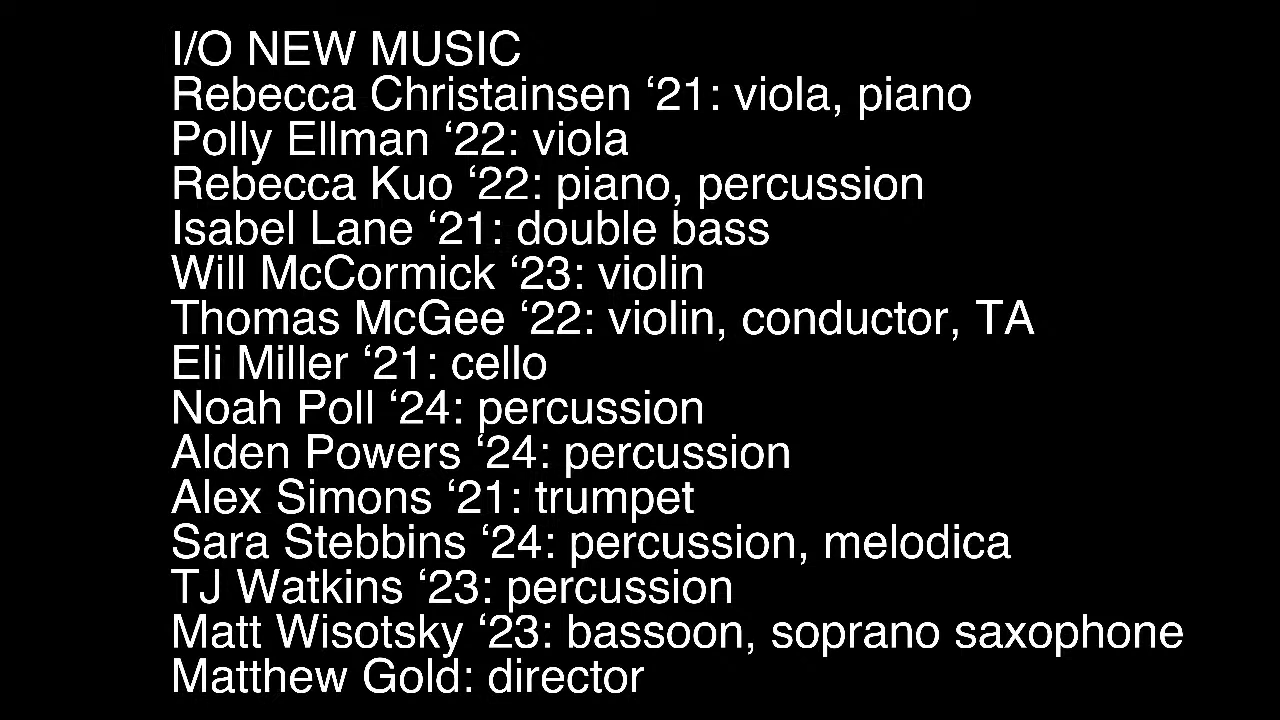 I/O NEW MUSIC
Rebecca Christainsen ‘21: viola, piano
Polly Ellman ‘22: viola
Rebecca Kuo ‘22: piano, percussion
Isabel Lane ‘21: double bass
Will McCormick ‘23: violin
Thomas McGee ‘22: violin, conductor, TA
Eli Miller ‘21: cello
Noah Poll ‘24: percussion
Alden Powers ‘24: percussion
Alex Simons ‘21: trumpet
Sara Stebbins ‘24: percussion, melodica
TJ Watkins ‘23: percussion
Matt Wisotsky ‘23: bassoon, soprano saxophone
Matthew Gold: director